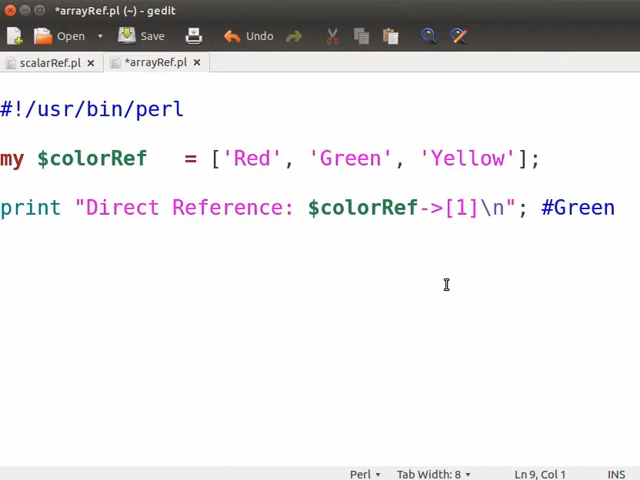 *arrayRef.pl (~) - gedit
Open Save Undo
scalarRef.pl *arrayRef.pl
#!/usr/bin/perl
my $colorRef = ['Red', 'Green', 'Yellow'];
print "Direct Reference: $colorRef->[1]\n"; #Green
Perl Tab Width: 8 Ln 9, Col 1 INS